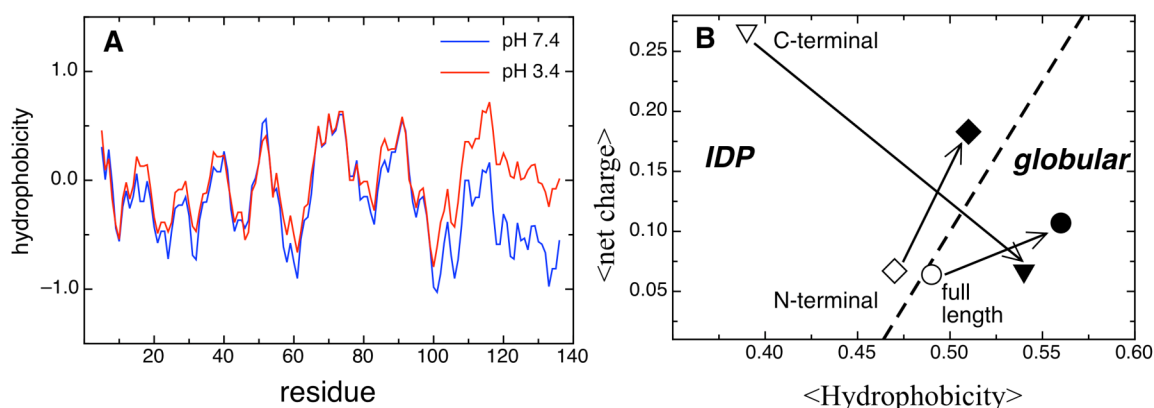 A
pH 7.4
pH 3.4
hydrophobicity
1.0
0.0
−1.0
20 40 60 80 100 120 140
residue
B
C-terminal
IDP
globular
N-terminal
full
length
<net charge>
0.25
0.20
0.15
0.10
0.05
0.40 0.45 0.50 0.55 0.60
<Hydrophobicity>